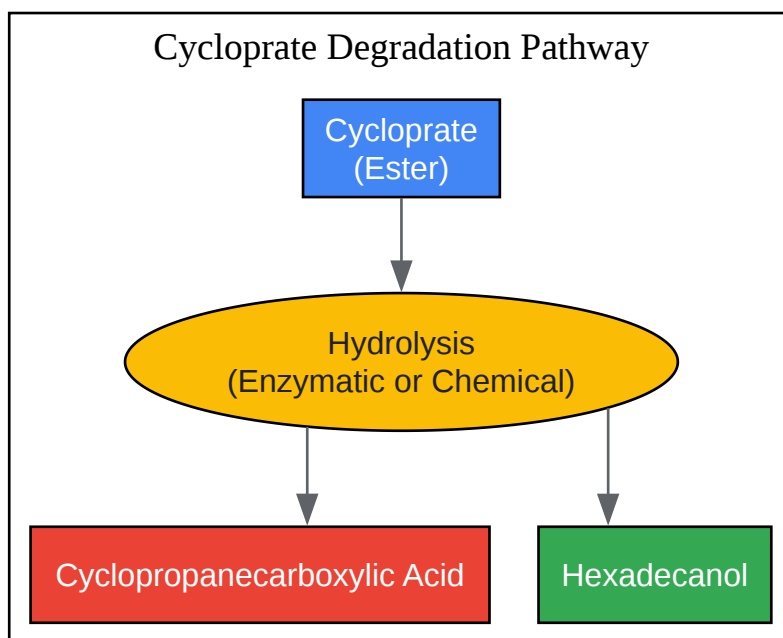 Cycloprate Degradation Pathway
Cycloprate
(Ester)
Hydrolysis
(Enzymatic or Chemical)
Cyclopropanecarboxylic Acid
Hexadecanol